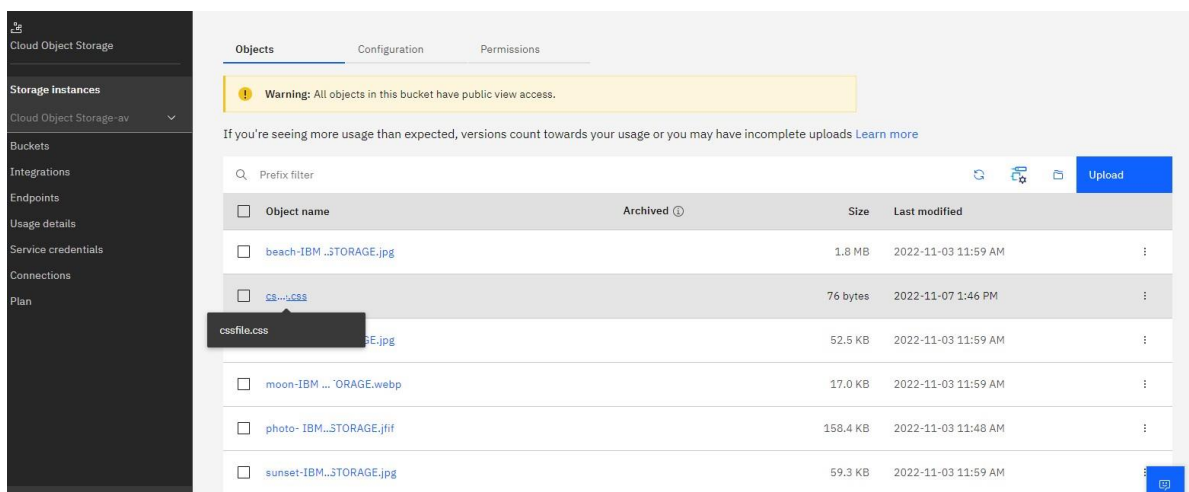 Cloud Object Storage
Storage instances
Cloud Object Storage-av
Buckets
Integrations
Endpoints
Usage details
Service credentials
Connections
Plan
Objects Configuration Permissions
Warning: All objects in this bucket have public view access.
If you're seeing more usage than expected, versions count towards your usage or you may have incomplete uploads Learn more
Prefix filter Upload
Object name Archived Size Last modified
beach-IBM ..STORAGE.jpg 1.8 MB 2022-11-03 11:59 AM
cs...:.css 76 bytes 2022-11-07 1:46 PM
cssfile.css
GE.jpg 52.5 KB 2022-11-03 11:59 AM
moon-IBM ... ORAGE.webp 17.0 KB 2022-11-03 11:59 AM
photo- IBM..STORAGE.jfif 158.4 KB 2022-11-03 11:48 AM
sunset-IBM..STORAGE.jpg 59.3 KB 2022-11-03 11:59 AM